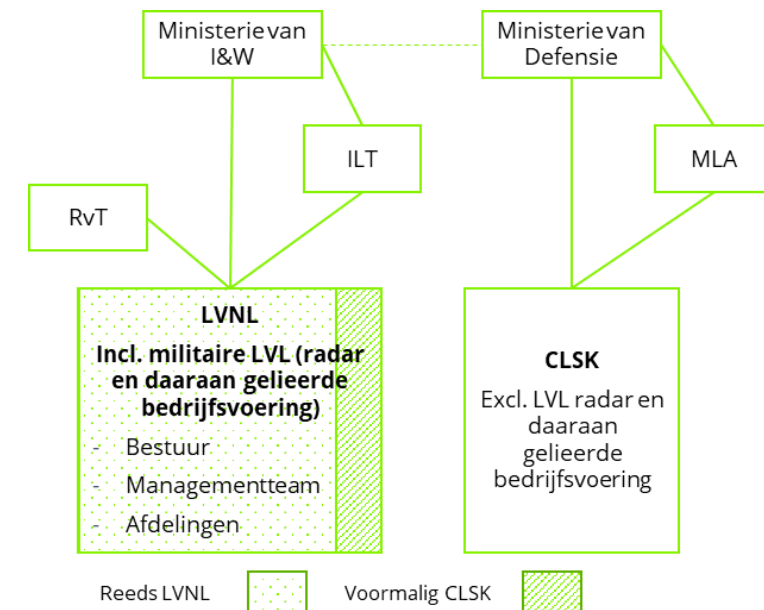 Ministerie van
I&W
Ministerie van
Defensie
ILT
MLA
RvT
LVNL
Incl. militaire LVL (radar
en daaraan gelieerde
bedrijfsvoering)
- Bestuur
- Managementteam
- Afdelingen
CLSK
Excl. LVL radar en
daaraan
gelieerde
bedrijfsvoering
Reeds LVNL
Voormalig CLSK